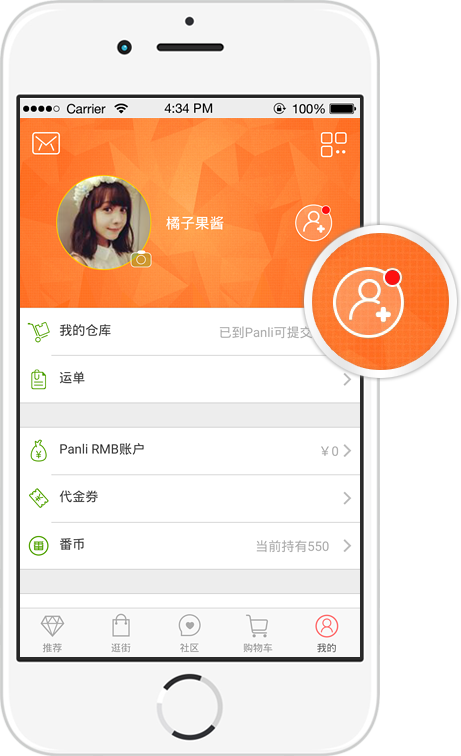 Carrier 4:34 PM 100%
橘子果酱
我的仓库 已到Panli可提交
运单
Panli RMB账户 ¥0
代金券
番币 当前持有550
推荐 逛街 社区 购物车 我的